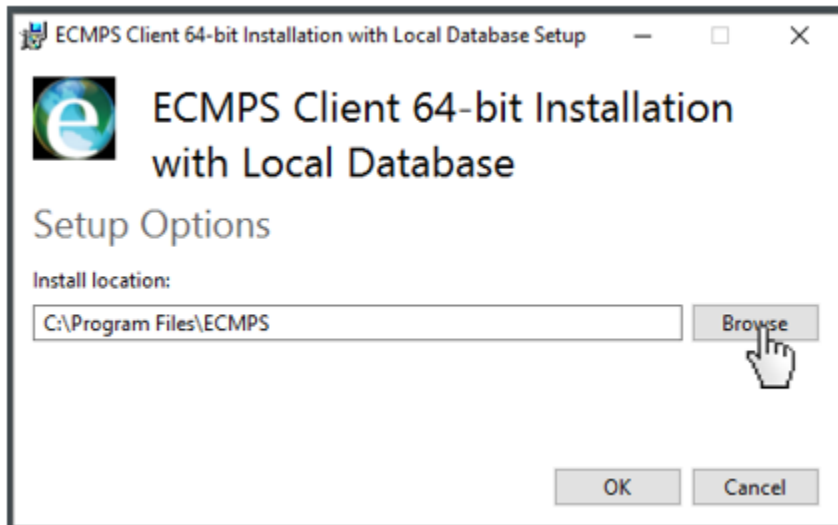 ECMPS Client 64-bit Installation with Local Database Setup
e
ECMPS Client 64-bit Installation
with Local Database
Setup Options
Install location:
C:\Program Files\ECMPS
Browse
OK
Cancel